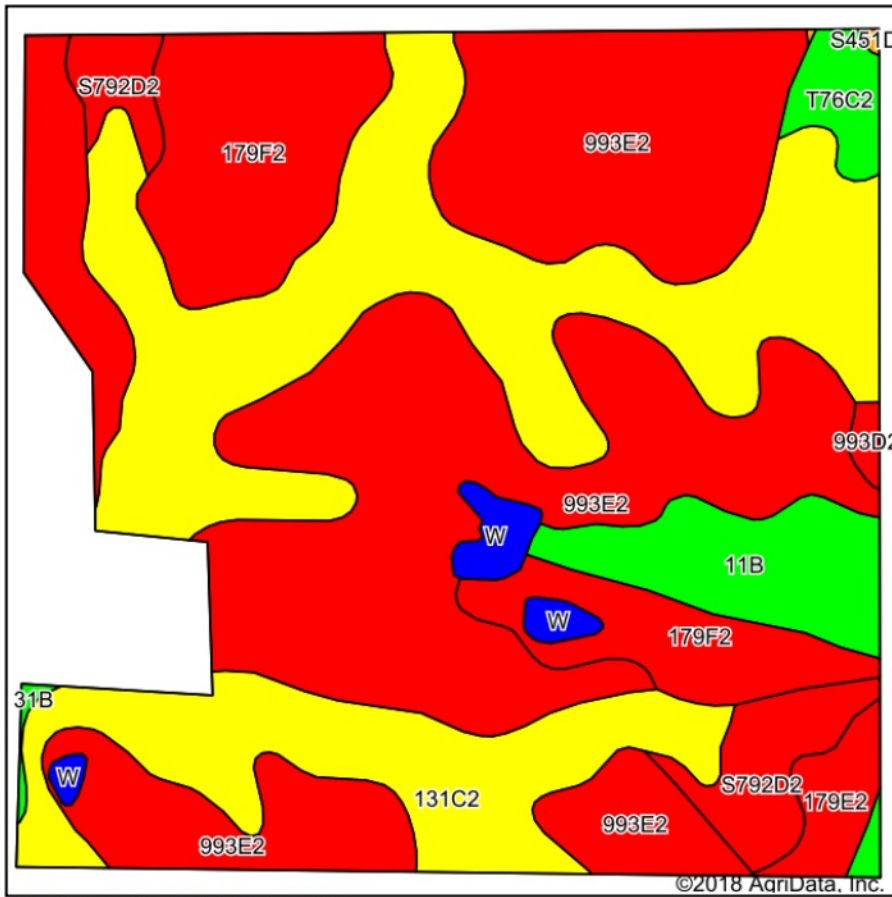 S451D
S792D2
T76C2
179F2
993E2
993D2
993E2
W
11B
W
179F2
31B
W
S792D2
131C2
179E2
993E2
993E2
©2018 AgriData, Inc.